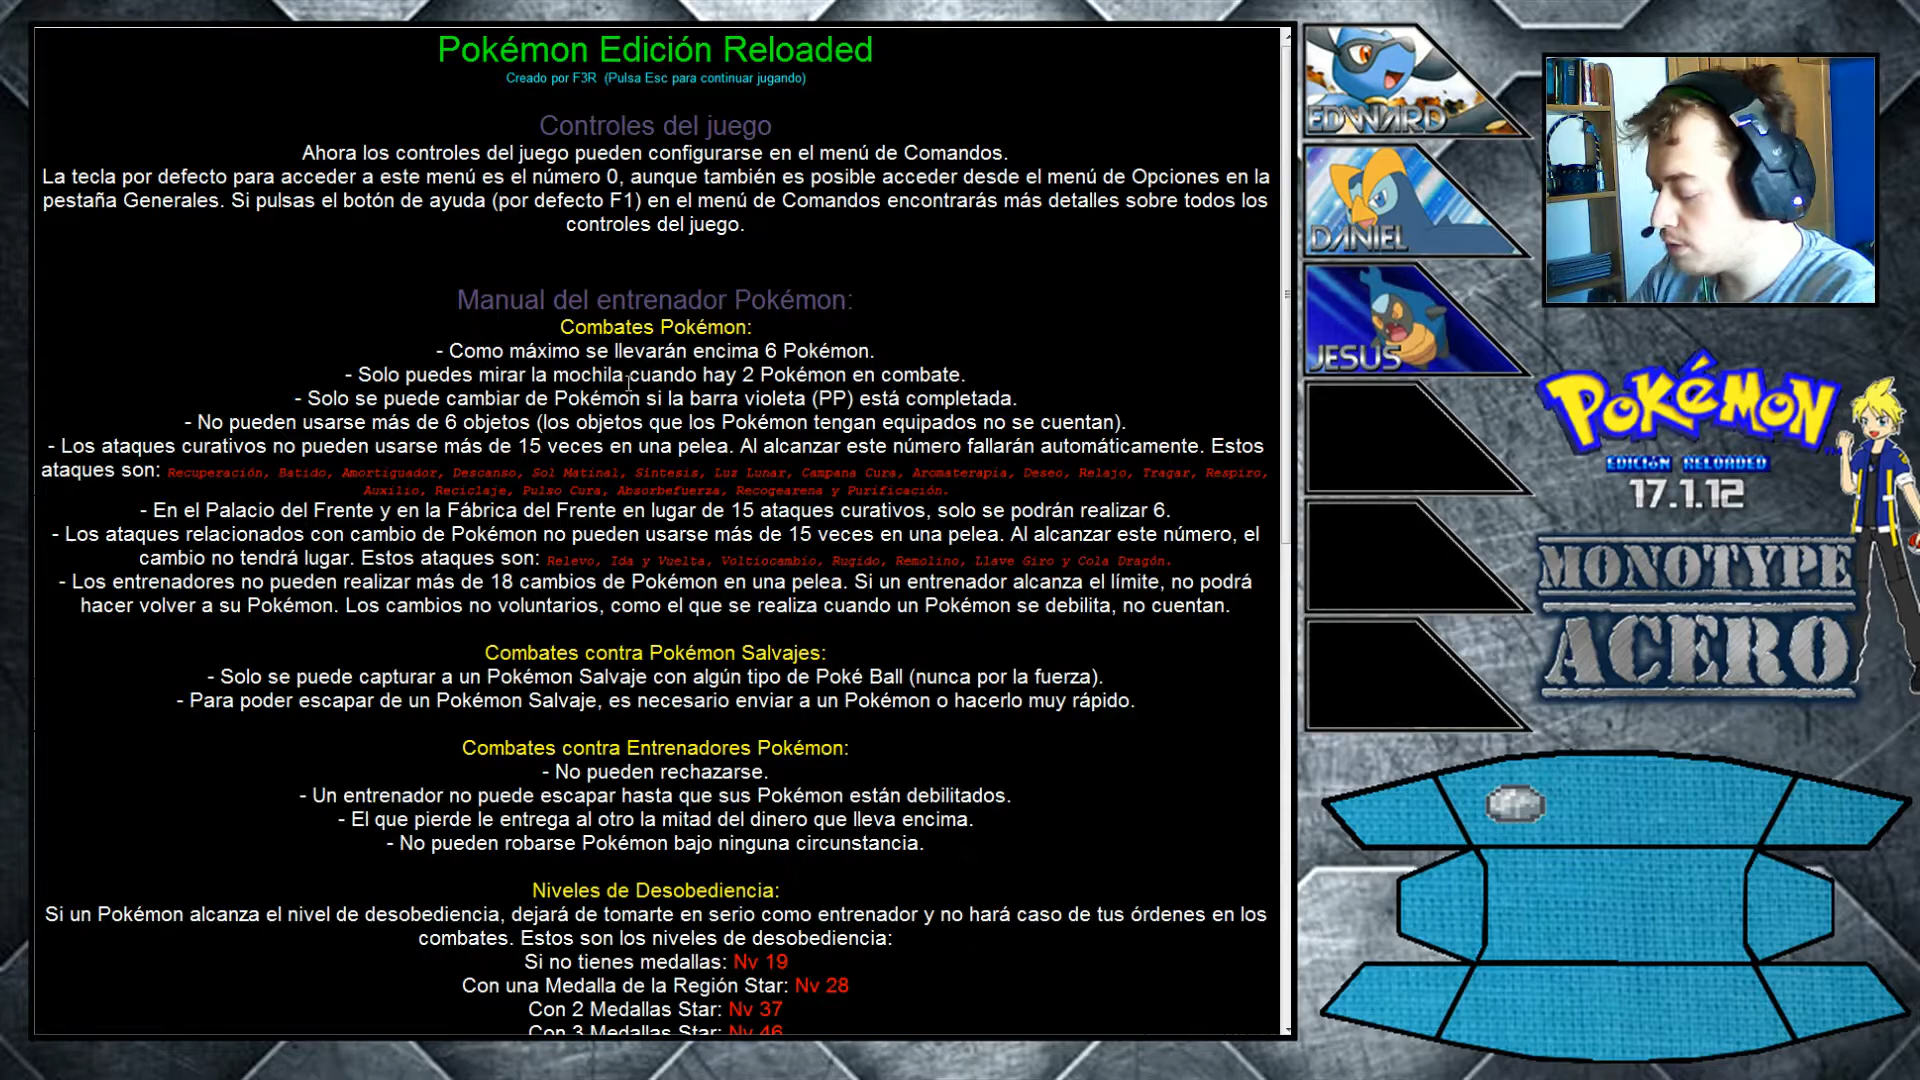 Pokémon Edición Reloaded
Creado por F3R  (Pulsa Esc para continuar jugando)
Controles del juego
Ahora los controles del juego pueden configurarse en el menú de Comandos.
La tecla por defecto para acceder a este menú es el número 0, aunque también es posible acceder desde el menú de Opciones en la
pestaña Generales. Si pulsas el botón de ayuda (por defecto F1) en el menú de Comandos encontrarás más detalles sobre todos los
controles del juego.
Manual del entrenador Pokémon:
Combates Pokémon:
- Como máximo se llevarán encima 6 Pokémon.
- Solo puedes mirar la mochila cuando hay 2 Pokémon en combate.
- Solo se puede cambiar de Pokémon si la barra violeta (PP) está completada.
- No pueden usarse más de 6 objetos (los objetos que los Pokémon tengan equipados no se cuentan).
- Los ataques curativos no pueden usarse más de 15 veces en una pelea. Al alcanzar este número fallarán automáticamente. Estos
ataques son: Recuperación, Batido, Amortiguador, Descanso, Sol Matinal, Síntesis, Luz Lunar, Campana Cura, Aromaterapia, Deseo, Relajo, Tragar, Respiro,
Auxilio, Reciclaje, Pulso Cura, Absorbefuerza, Recogearena y Purificación.
- En el Palacio del Frente y en la Fábrica del Frente en lugar de 15 ataques curativos, solo se podrán realizar 6.
- Los ataques relacionados con cambio de Pokémon no pueden usarse más de 15 veces en una pelea. Al alcanzar este número, el
cambio no tendrá lugar. Estos ataques son: Relevo, Ida y Vuelta, Voltiocambio, Rugido, Remolino, Llave Giro y Cola Dragón.
- Los entrenadores no pueden realizar más de 18 cambios de Pokémon en una pelea. Si un entrenador alcanza el límite, no podrá
hacer volver a su Pokémon. Los cambios no voluntarios, como el que se realiza cuando un Pokémon se debilita, no cuentan.
Combates contra Pokémon Salvajes:
- Solo se puede capturar a un Pokémon Salvaje con algún tipo de Poké Ball (nunca por la fuerza).
- Para poder escapar de un Pokémon Salvaje, es necesario enviar a un Pokémon o hacerlo muy rápido.
Combates contra Entrenadores Pokémon:
- No pueden rechazarse.
- Un entrenador no puede escapar hasta que sus Pokémon están debilitados.
- El que pierde le entrega al otro la mitad del dinero que lleva encima.
- No pueden robarse Pokémon bajo ninguna circunstancia.
Niveles de Desobediencia:
Si un Pokémon alcanza el nivel de desobediencia, dejará de tomarte en serio como entrenador y no hará caso de tus órdenes en los
combates. Estos son los niveles de desobediencia:
Si no tienes medallas: Nv 19
Con una Medalla de la Región Star: Nv 28
Con 2 Medallas Star: Nv 37
Con 3 Medallas Star: Nv 46
EDWARD
DANIEL
JESUS
POKéMON
EDICIóN RELOADED
17.1.12
MONOTYPE
ACERO